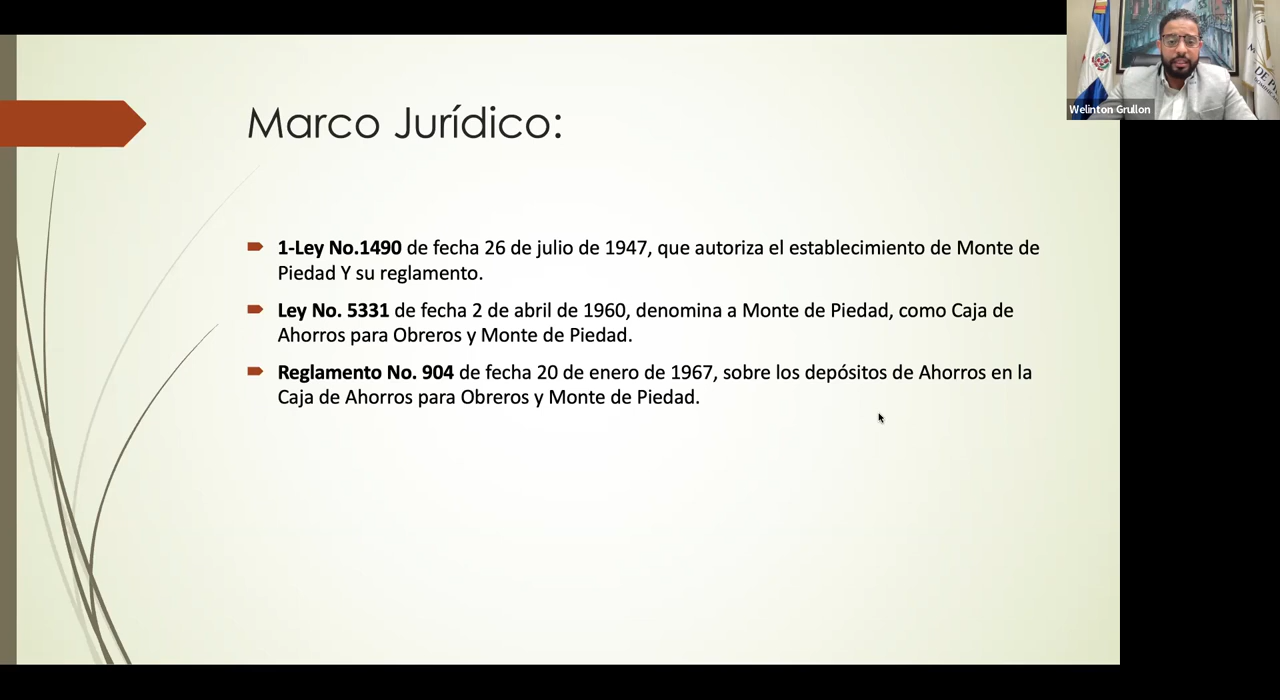 Welinton Grullon
Marco Jurídico:
1-Ley No.1490 de fecha 26 de julio de 1947, que autoriza el establecimiento de Monte de
Piedad Y su reglamento.
Ley No. 5331 de fecha 2 de abril de 1960, denomina a Monte de Piedad, como Caja de
Ahorros para Obreros y Monte de Piedad.
Reglamento No. 904 de fecha 20 de enero de 1967, sobre los depósitos de Ahorros en la
Caja de Ahorros para Obreros y Monte de Piedad.